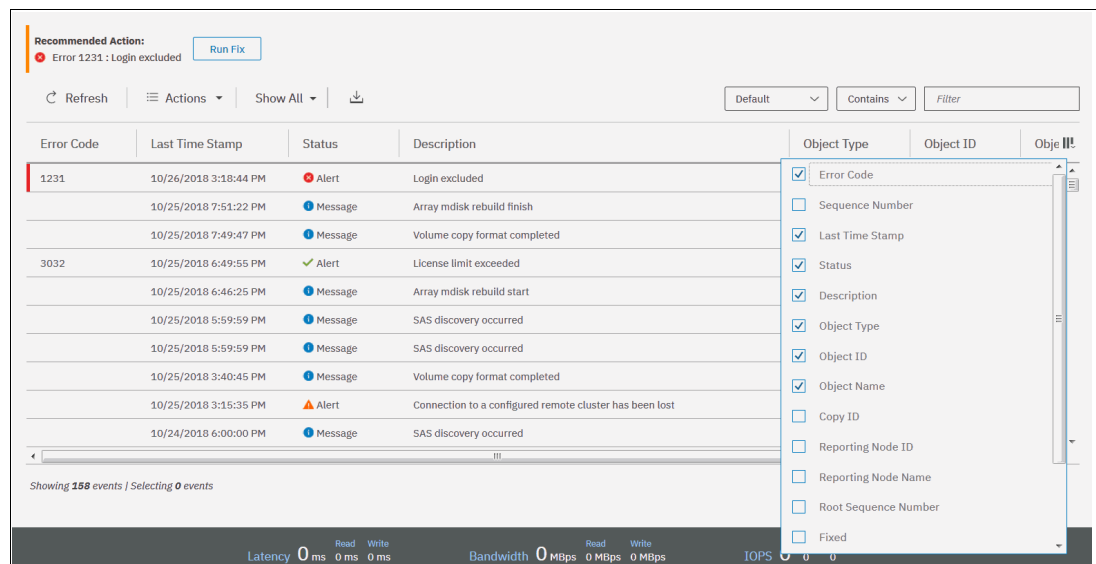 Recommended Action:
Error 1231 : Login excluded
Run Fix
Refresh
Actions
Show All
Default
Contains
Filter
Error Code Last Time Stamp Status Description Object Type Object ID Obje
1231 10/26/2018 3:18:44 PM Alert Login excluded
10/25/2018 7:51:22 PM Message Array mdisk rebuild finish
10/25/2018 7:49:47 PM Message Volume copy format completed
3032 10/25/2018 6:49:55 PM Alert License limit exceeded
10/25/2018 6:46:25 PM Message Array mdisk rebuild start
10/25/2018 5:59:59 PM Message SAS discovery occurred
10/25/2018 5:59:59 PM Message SAS discovery occurred
10/25/2018 3:40:45 PM Message Volume copy format completed
10/25/2018 3:15:35 PM Alert Connection to a configured remote cluster has been lost
10/24/2018 6:00:00 PM Message SAS discovery occurred
Error Code
Sequence Number
Last Time Stamp
Status
Description
Object Type
Object ID
Object Name
Copy ID
Reporting Node ID
Reporting Node Name
Root Sequence Number
Fixed
Showing 158 events | Selecting 0 events
Read Write
Latency 0 ms 0 ms 0 ms
Read Write
Bandwidth 0 MBps 0 MBps 0 MBps
IOPS 0 0 0